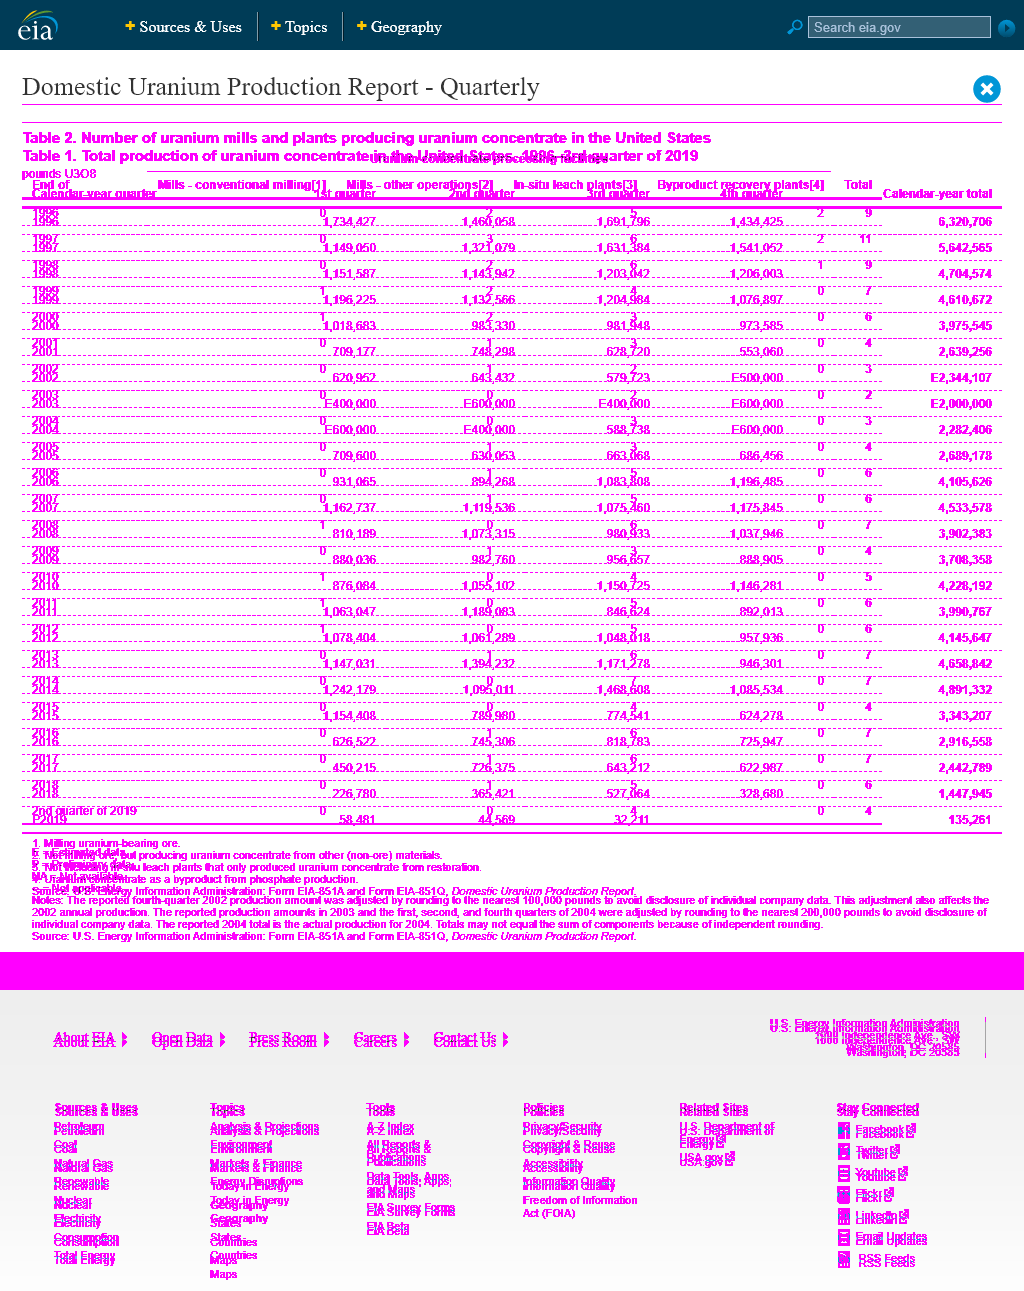 eia
Sources & Uses
Topics
Geography
Search eia.gov
Domestic Uranium Production Report - Quarterly
Table 2. Number of uranium mills and plants producing uranium concentrate in the United States
Table 1. Total production of uranium concentrate in the United States, 1996 3rd quarter of 2019
Uranium concentrate processing facilities
pounds U3O8
End of Mills - conventional milling[1] Mills - other operations[2] In-situ leach plants[3] Byproduct recovery plants[4] Total
Calendar-year quarter 1st quarter 2nd quarter 3rd quarter 4th quarter Calendar-year total
1996 0 2 5 2 9
1996 1,734,427 1,460,058 1,691,796 1,434,425 6,320,706
1997 0 3 6 2 11
1997 1,149,050 1,321,079 1,631,384 1,541,052 5,642,565
1998 0 2 6 1 9
1998 1,151,587 1,143,942 1,203,042 1,206,003 4,704,574
1999 1 2 4 0 7
1999 1,196,225 1,132,566 1,204,984 1,076,897 4,610,672
2000 1 2 3 0 6
2000 1,018,683 983,330 981,948 973,585 3,975,545
2001 0 1 3 0 4
2001 709,177 748,298 628,720 553,060 2,639,256
2002 0 1 2 0 3
2002 620,952 643,432 579,723 E500,000 E2,344,107
2003 0 0 2 0 2
2003 E400,000 E600,000 E400,000 E600,000 E2,000,000
2004 0 0 3 0 3
2004 E600,000 E400,000 588,738 E600,000 2,282,406
2005 0 1 3 0 4
2005 709,600 630,053 663,068 686,456 2,689,178
2006 0 1 5 0 6
2006 931,065 894,268 1,083,808 1,196,485 4,105,626
2007 0 1 5 0 6
2007 1,162,737 1,119,536 1,075,460 1,175,845 4,533,578
2008 1 0 6 0 7
2008 810,189 1,073,315 980,933 1,037,946 3,902,383
2009 0 1 3 0 4
2009 880,036 982,760 956,657 888,905 3,708,358
2010 1 0 4 0 5
2010 876,084 1,055,102 1,150,725 1,146,281 4,228,192
2011 1 0 5 0 6
2011 1,063,047 1,189,083 846,624 892,013 3,990,767
2012 1 0 5 0 6
2012 1,078,404 1,061,289 1,048,018 957,936 4,145,647
2013 0 1 6 0 7
2013 1,147,031 1,394,232 1,171,278 946,301 4,658,842
2014 0 0 7 0 7
2014 1,242,179 1,095,011 1,468,608 1,085,534 4,891,332
2015 0 0 4 0 4
2015 1,154,408 789,980 774,541 624,278 3,343,207
2016 0 1 6 0 7
2016 626,522 745,306 818,783 725,947 2,916,558
2017 0 1 6 0 7
2017 450,215 726,375 643,212 622,987 2,442,789
2018 0 1 5 0 6
2018 226,780 365,421 527,064 328,680 1,447,945
2nd quarter of 2019 0 0 4 0 4
P2019 58,481 44,569 32,211 135,261
1. Milling uranium-bearing ore.
E = Estimated data.
2. Not milling ore, but producing uranium concentrate from other (non-ore) materials.
P = Preliminary data.
3. Not including in-situ leach plants that only produced uranium concentrate from restoration.
NA = Not available.
4. Uranium concentrate as a byproduct from phosphate production.
-- = Not applicable.
Source: U.S. Energy Information Administration: Form EIA-851A and Form EIA-851Q, Domestic Uranium Production Report.
Notes: The reported fourth-quarter 2002 production amount was adjusted by rounding to the nearest 100,000 pounds to avoid disclosure of individual company data. This adjustment also affects the
2002 annual production. The reported production amounts in 2003 and the first, second, and fourth quarters of 2004 were adjusted by rounding to the nearest 200,000 pounds to avoid disclosure of
individual company data. The reported 2004 total is the actual production for 2004. Totals may not equal the sum of components because of independent rounding.
Source: U.S. Energy Information Administration: Form EIA-851A and Form EIA-851Q, Domestic Uranium Production Report.
About EIA
Open Data
Press Room
Careers
Contact Us
U.S. Energy Information Administration
1000 Independence Ave., SW
Washington, DC 20585
Sources & Uses
Petroleum
Coal
Natural Gas
Renewable
Nuclear
Electricity
Consumption
Total Energy
Topics
Analysis & Projections
Environment
Markets & Finance
Energy Disruptions
Today in Energy
Geography
States
Countries
Maps
Tools
A-Z Index
All Reports &
Publications
Data Tools, Apps,
and Maps
EIA Survey Forms
EIA Beta
Policies
Privacy/Security
Copyright & Reuse
Accessibility
Information Quality
Freedom of Information
Act (FOIA)
Related Sites
U.S. Department of
Energy
USA.gov
Stay Connected
Facebook
Twitter
Youtube
Flickr
LinkedIn
Email Updates
RSS Feeds